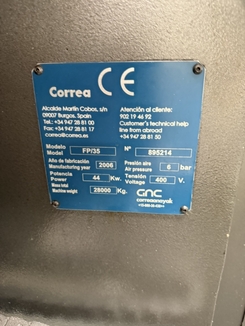 Correa CE
Alcalde Martín Cobos, s/n
09007 Burgos. Spain
Tel: +34 947 28 81 00
Fax: +34 947 28 81 17
correa@correa.es
Atención al cliente:
902 19 46 92
Customer's technical help
line from abroad
+34 947 28 81 50
Modelo
Model FP/35
Nº 895214
Año de fabricación
Manufacturing year 2006
Presión aire
Air pressure 6 bar
Potencia
Power 44 Kw.
Tensión
Voltage 400 V.
Masa total
Machine weight 28000 Kg.
GNC
correaanayak